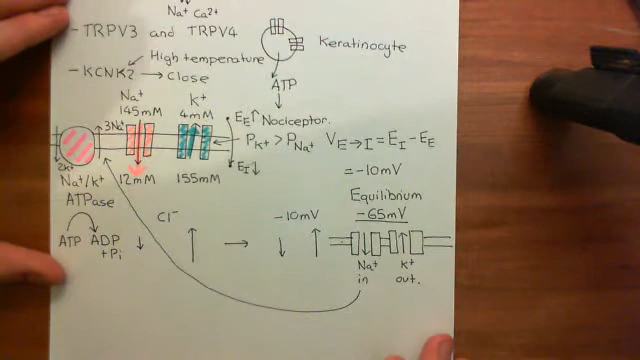 Na⁺ Ca²⁺
- TRPV3 and TRPV4
Keratinocyte
High temperature
- KCNK2 → Close
ATP
Na⁺
145mM
K⁺
4mM
E_E↑ Nociceptor.
3Na⁺
P_K⁺ > P_Na⁺
V_E→I = E_I - E_E
2K⁺
E_I↓
= -10mV
Na⁺/K⁺
ATPase
12mM
155mM
Equilibrium
-65mV
Cl⁻
-10mV
ATP ADP
+ Pi
↓ ↑ → ↓ ↑
Na⁺
in
K⁺
out.